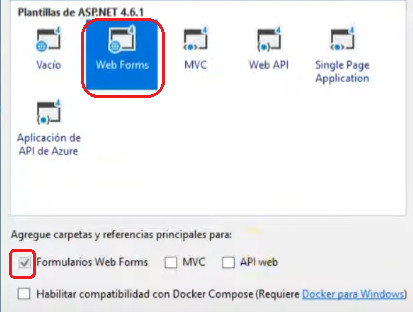 Plantillas de ASP.NET 4.6.1
Vacío
Web Forms
MVC
Web API
Single Page
Application
Aplicación de
API de Azure
Agregue carpetas y referencias principales para:
Formularios Web Forms
MVC
API web
Habilitar compatibilidad con Docker Compose (Requiere Docker para Windows)